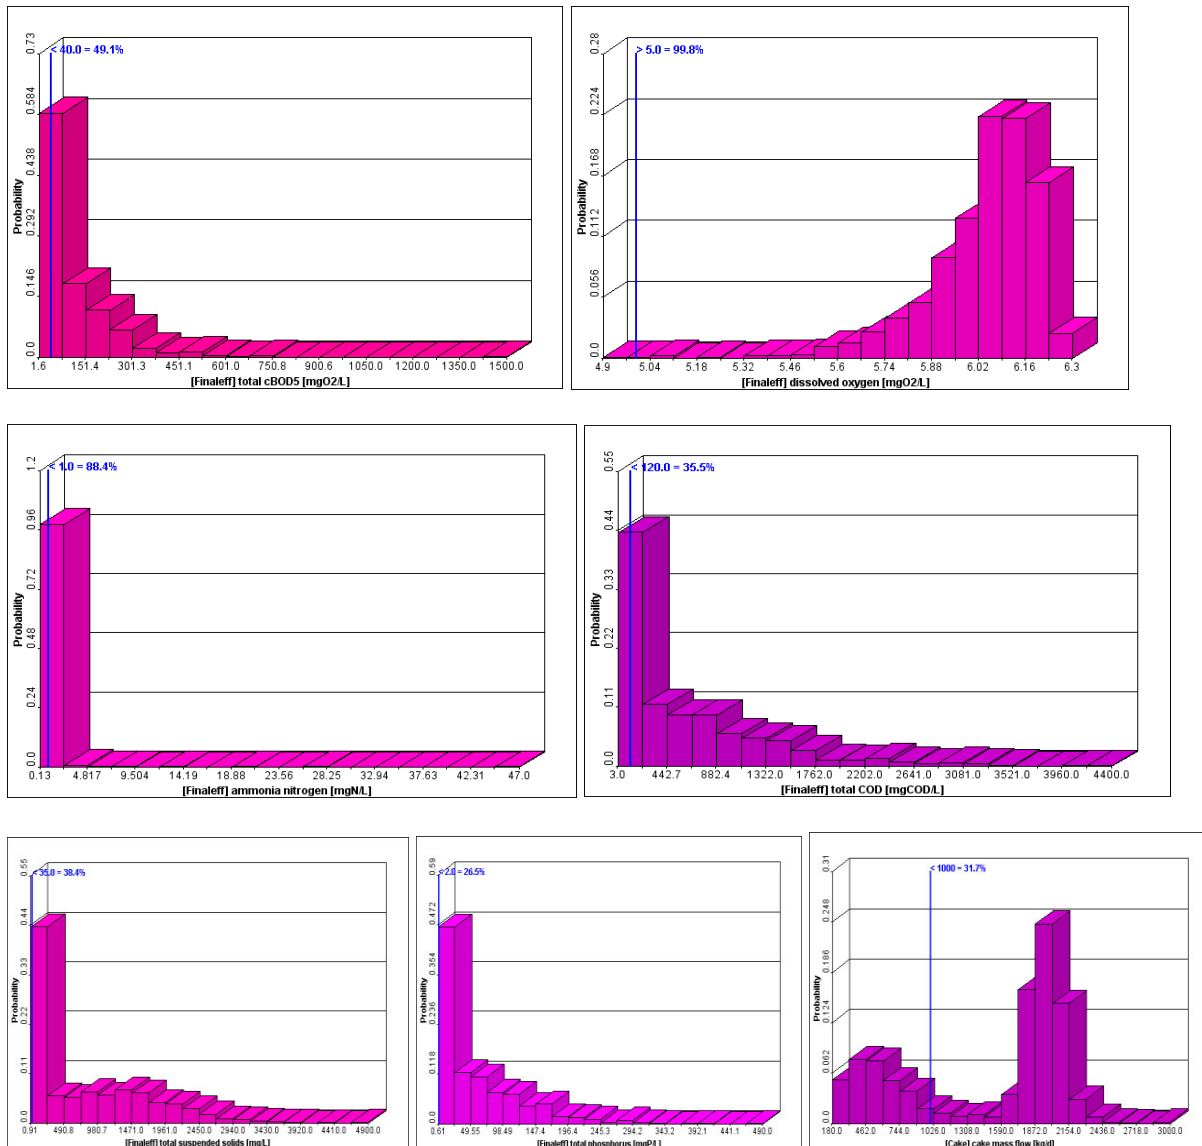 < 40.0 = 49.1%
0.73
0.584
0.438
0.292
0.146
0.0
Probability
1.6 151.4 301.3 451.1 601.0 750.8 900.6 1050.0 1200.0 1350.0 1500.0
[Finaleff] total cBOD5 [mgO2/L]
> 5.0 = 99.8%
0.28
0.224
0.168
0.112
0.056
0.0
Probability
4.9 5.04 5.18 5.32 5.46 5.6 5.74 5.88 6.02 6.16 6.3
[Finaleff] dissolved oxygen [mgO2/L]
< 1.0 = 88.4%
1.2
0.96
0.72
0.48
0.24
0.0
Probability
0.13 4.817 9.504 14.19 18.88 23.56 28.25 32.94 37.63 42.31 47.0
[Finaleff] ammonia nitrogen [mgN/L]
< 120.0 = 35.5%
0.55
0.44
0.33
0.22
0.11
0.0
Probability
3.0 442.7 882.4 1322.0 1762.0 2202.0 2641.0 3081.0 3521.0 3960.0 4400.0
[Finaleff] total COD [mgCOD/L]
< 35.0 = 38.4%
0.55
0.44
0.33
0.22
0.11
0.0
Probability
0.91 490.8 980.7 1471.0 1961.0 2450.0 2940.0 3430.0 3920.0 4410.0 4900.0
[Finaleff] total suspended solids [mg/L]
< 2.0 = 26.5%
0.59
0.472
0.354
0.236
0.118
0.0
Probability
0.61 49.55 98.49 147.4 196.4 245.3 294.2 343.2 392.1 441.1 490.0
[Finaleff] total phosphorus [mgP/L]
< 1000 = 31.7%
0.31
0.248
0.186
0.124
0.062
0.0
Probability
180.0 462.0 744.0 1026.0 1308.0 1590.0 1872.0 2154.0 2436.0 2718.0 3000.0
[Cake] cake mass flow [kg/d]